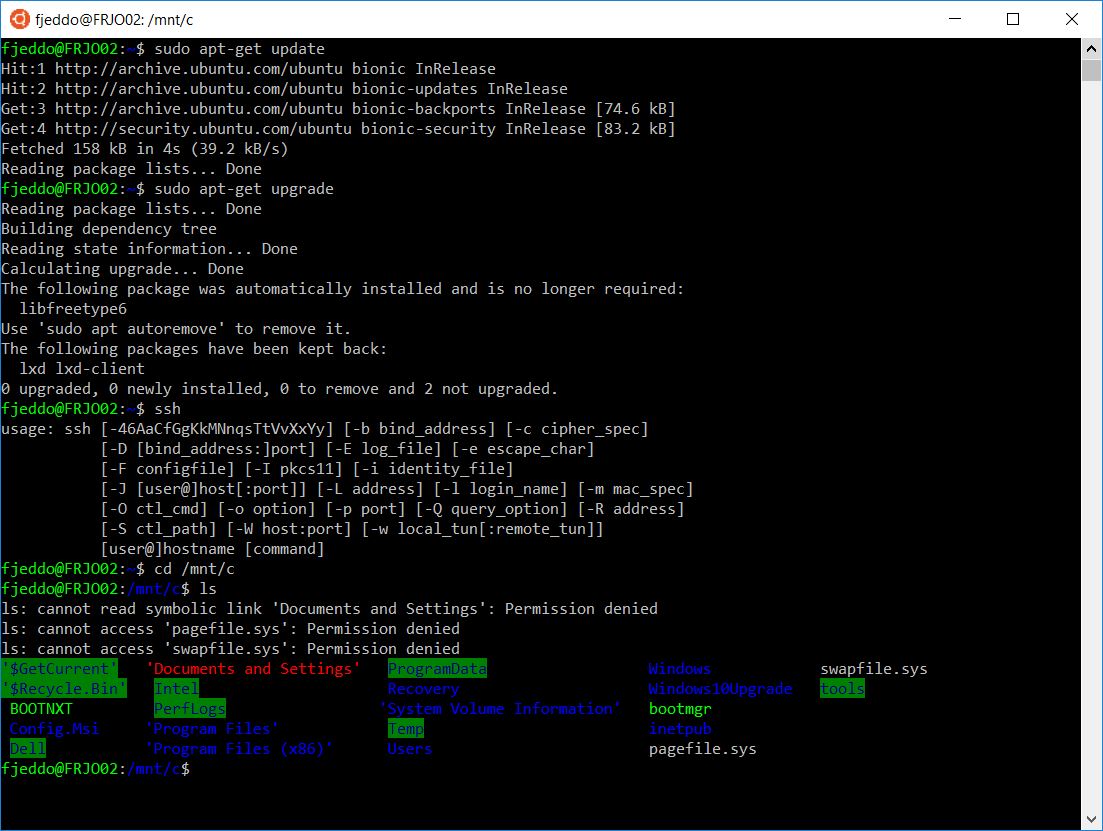 fjeddo@FRJO02: /mnt/c
fjeddo@FRJO02:~$ sudo apt-get update
Hit:1 http://archive.ubuntu.com/ubuntu bionic InRelease
Hit:2 http://archive.ubuntu.com/ubuntu bionic-updates InRelease
Get:3 http://archive.ubuntu.com/ubuntu bionic-backports InRelease [74.6 kB]
Get:4 http://security.ubuntu.com/ubuntu bionic-security InRelease [83.2 kB]
Fetched 158 kB in 4s (39.2 kB/s)
Reading package lists... Done
fjeddo@FRJO02:~$ sudo apt-get upgrade
Reading package lists... Done
Building dependency tree
Reading state information... Done
Calculating upgrade... Done
The following package was automatically installed and is no longer required:
  libfreetype6
Use 'sudo apt autoremove' to remove it.
The following packages have been kept back:
  lxd lxd-client
0 upgraded, 0 newly installed, 0 to remove and 2 not upgraded.
fjeddo@FRJO02:~$ ssh
usage: ssh [-46AaCfGgKkMNnqsTtVvXxYy] [-b bind_address] [-c cipher_spec]
           [-D [bind_address:]port] [-E log_file] [-e escape_char]
           [-F configfile] [-I pkcs11] [-i identity_file]
           [-J [user@]host[:port]] [-L address] [-l login_name] [-m mac_spec]
           [-O ctl_cmd] [-o option] [-p port] [-Q query_option] [-R address]
           [-S ctl_path] [-W host:port] [-w local_tun[:remote_tun]]
           [user@]hostname [command]
fjeddo@FRJO02:~$ cd /mnt/c
fjeddo@FRJO02:/mnt/c$ ls
ls: cannot read symbolic link 'Documents and Settings': Permission denied
ls: cannot access 'pagefile.sys': Permission denied
ls: cannot access 'swapfile.sys': Permission denied
'$GetCurrent'   'Documents and Settings'   ProgramData                  Windows            swapfile.sys
'$Recycle.Bin'   Intel                     Recovery                     Windows10Upgrade   tools
 BOOTNXT         PerfLogs                 'System Volume Information'   bootmgr
 Config.Msi     'Program Files'            Temp                         inetpub
 Dell           'Program Files (x86)'      Users                        pagefile.sys
fjeddo@FRJO02:/mnt/c$